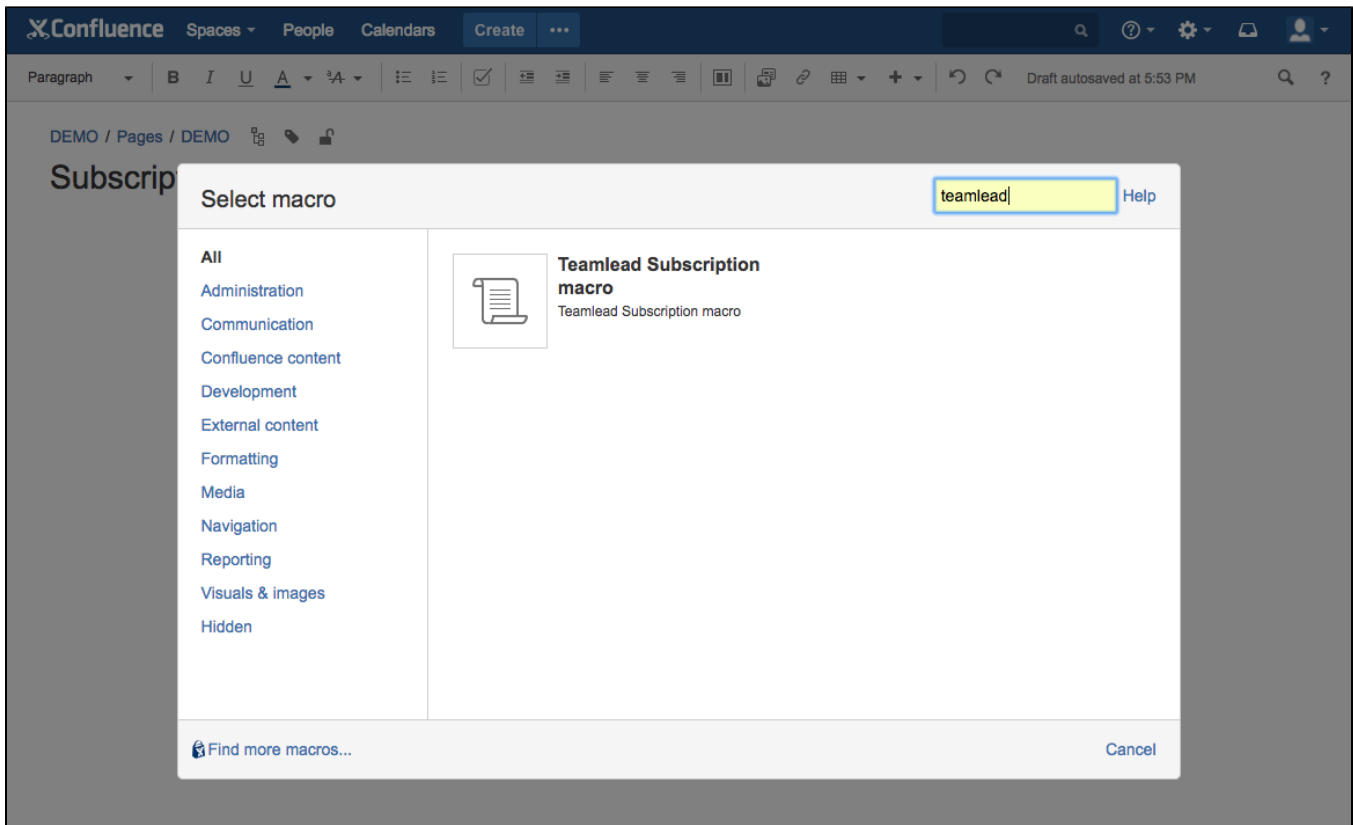 Confluence Spaces People Calendars Create •••
Paragraph B I U A Draft autosaved at 5:53 PM ?
DEMO / Pages / DEMO
Subscrip
Select macro teamlead Help
All
Administration
Communication
Confluence content
Development
External content
Formatting
Media
Navigation
Reporting
Visuals & images
Hidden
Teamlead Subscription
macro
Teamlead Subscription macro
Find more macros... Cancel